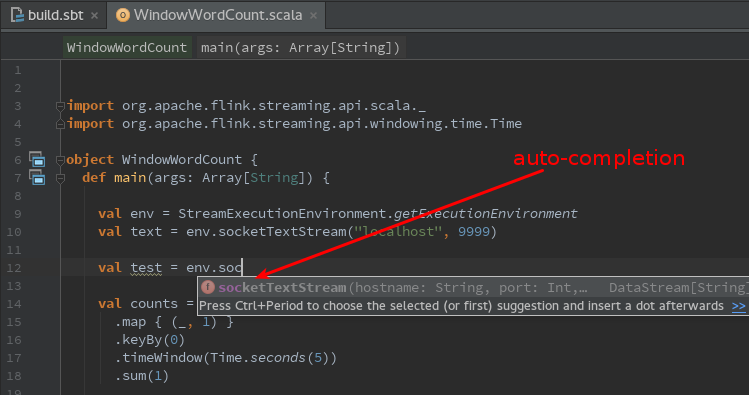 build.sbt × WindowWordCount.scala ×
WindowWordCount main(args: Array[String])
1
2
3 import org.apache.flink.streaming.api.scala._
4 import org.apache.flink.streaming.api.windowing.time.Time
5
6 object WindowWordCount {
auto-completion
7 def main(args: Array[String]) {
8
9 val env = StreamExecutionEnvironment.getExecutionEnvironment
10 val text = env.socketTextStream("localhost", 9999)
11
12 val test = env.soc
13 f socketTextStream(hostname: String, port: Int,… DataStream[String]
Press Ctrl+Period to choose the selected (or first) suggestion and insert a dot afterwards >>
14 val counts =
15 .map { (_, 1) }
16 .keyBy(0)
17 .timeWindow(Time.seconds(5))
18 .sum(1)
19